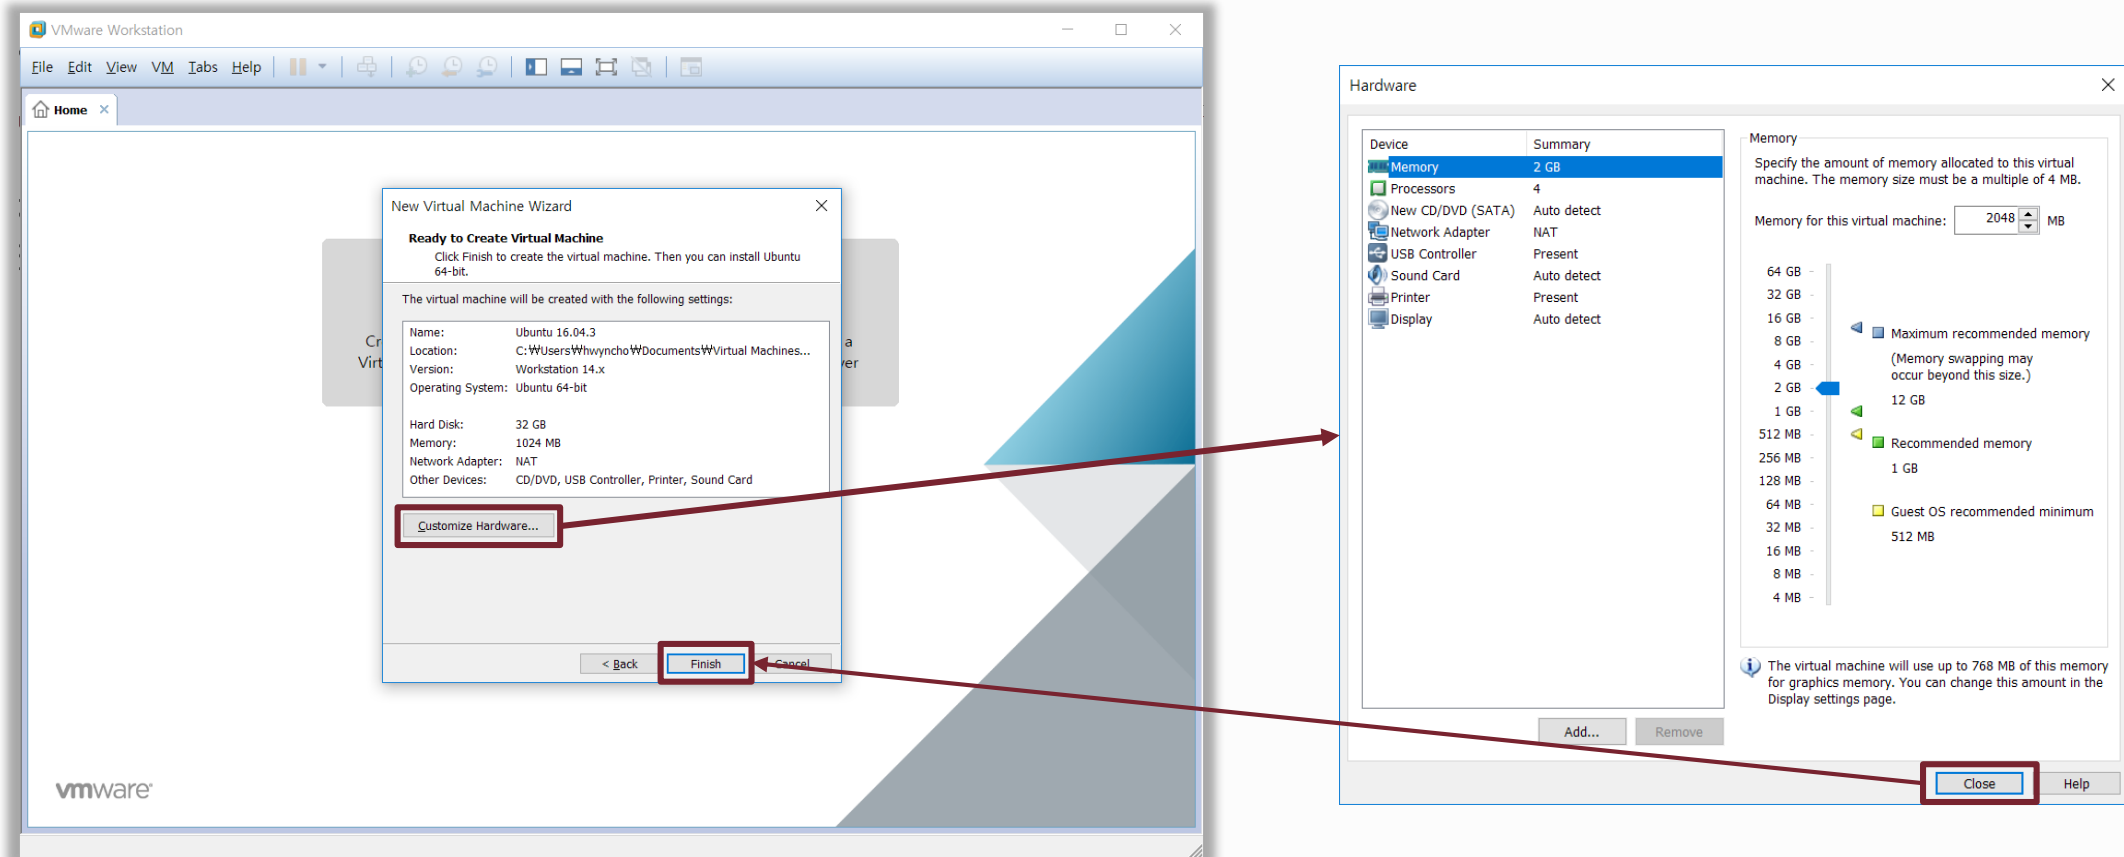 VMware Workstation
File Edit View VM Tabs Help
Home
New Virtual Machine Wizard
Ready to Create Virtual Machine
Click Finish to create the virtual machine. Then you can install Ubuntu
64-bit.
The virtual machine will be created with the following settings:
Name: Ubuntu 16.04.3
Location: C:₩Users₩hwyncho₩Documents₩Virtual Machines...
Version: Workstation 14.x
Operating System: Ubuntu 64-bit
Hard Disk: 32 GB
Memory: 1024 MB
Network Adapter: NAT
Other Devices: CD/DVD, USB Controller, Printer, Sound Card
Customize Hardware...
< Back Finish Cancel
Cr
Virt
a
ver
vmware
Hardware
Device Summary
Memory 2 GB
Processors 4
New CD/DVD (SATA) Auto detect
Network Adapter NAT
USB Controller Present
Sound Card Auto detect
Printer Present
Display Auto detect
Add... Remove
Memory
Specify the amount of memory allocated to this virtual
machine. The memory size must be a multiple of 4 MB.
Memory for this virtual machine: 2048 MB
64 GB
32 GB
16 GB
8 GB
4 GB
2 GB
1 GB
512 MB
256 MB
128 MB
64 MB
32 MB
16 MB
8 MB
4 MB
Maximum recommended memory
(Memory swapping may
occur beyond this size.)
12 GB
Recommended memory
1 GB
Guest OS recommended minimum
512 MB
The virtual machine will use up to 768 MB of this memory
for graphics memory. You can change this amount in the
Display settings page.
Close Help